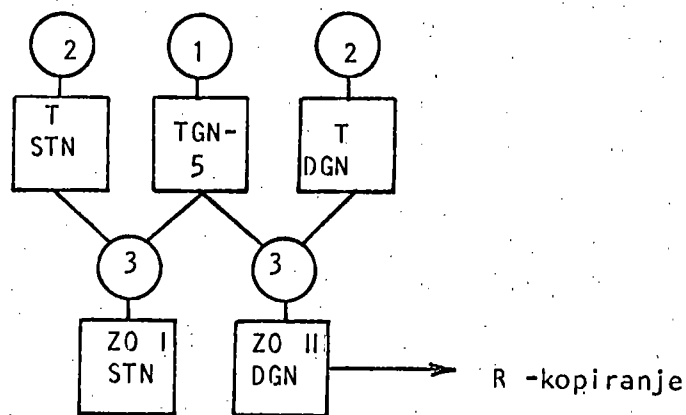 2
1
2
T
STN
TGN-
5
T
DGN
3
3
ZO I
STN
ZO II
DGN
R -kopiranje